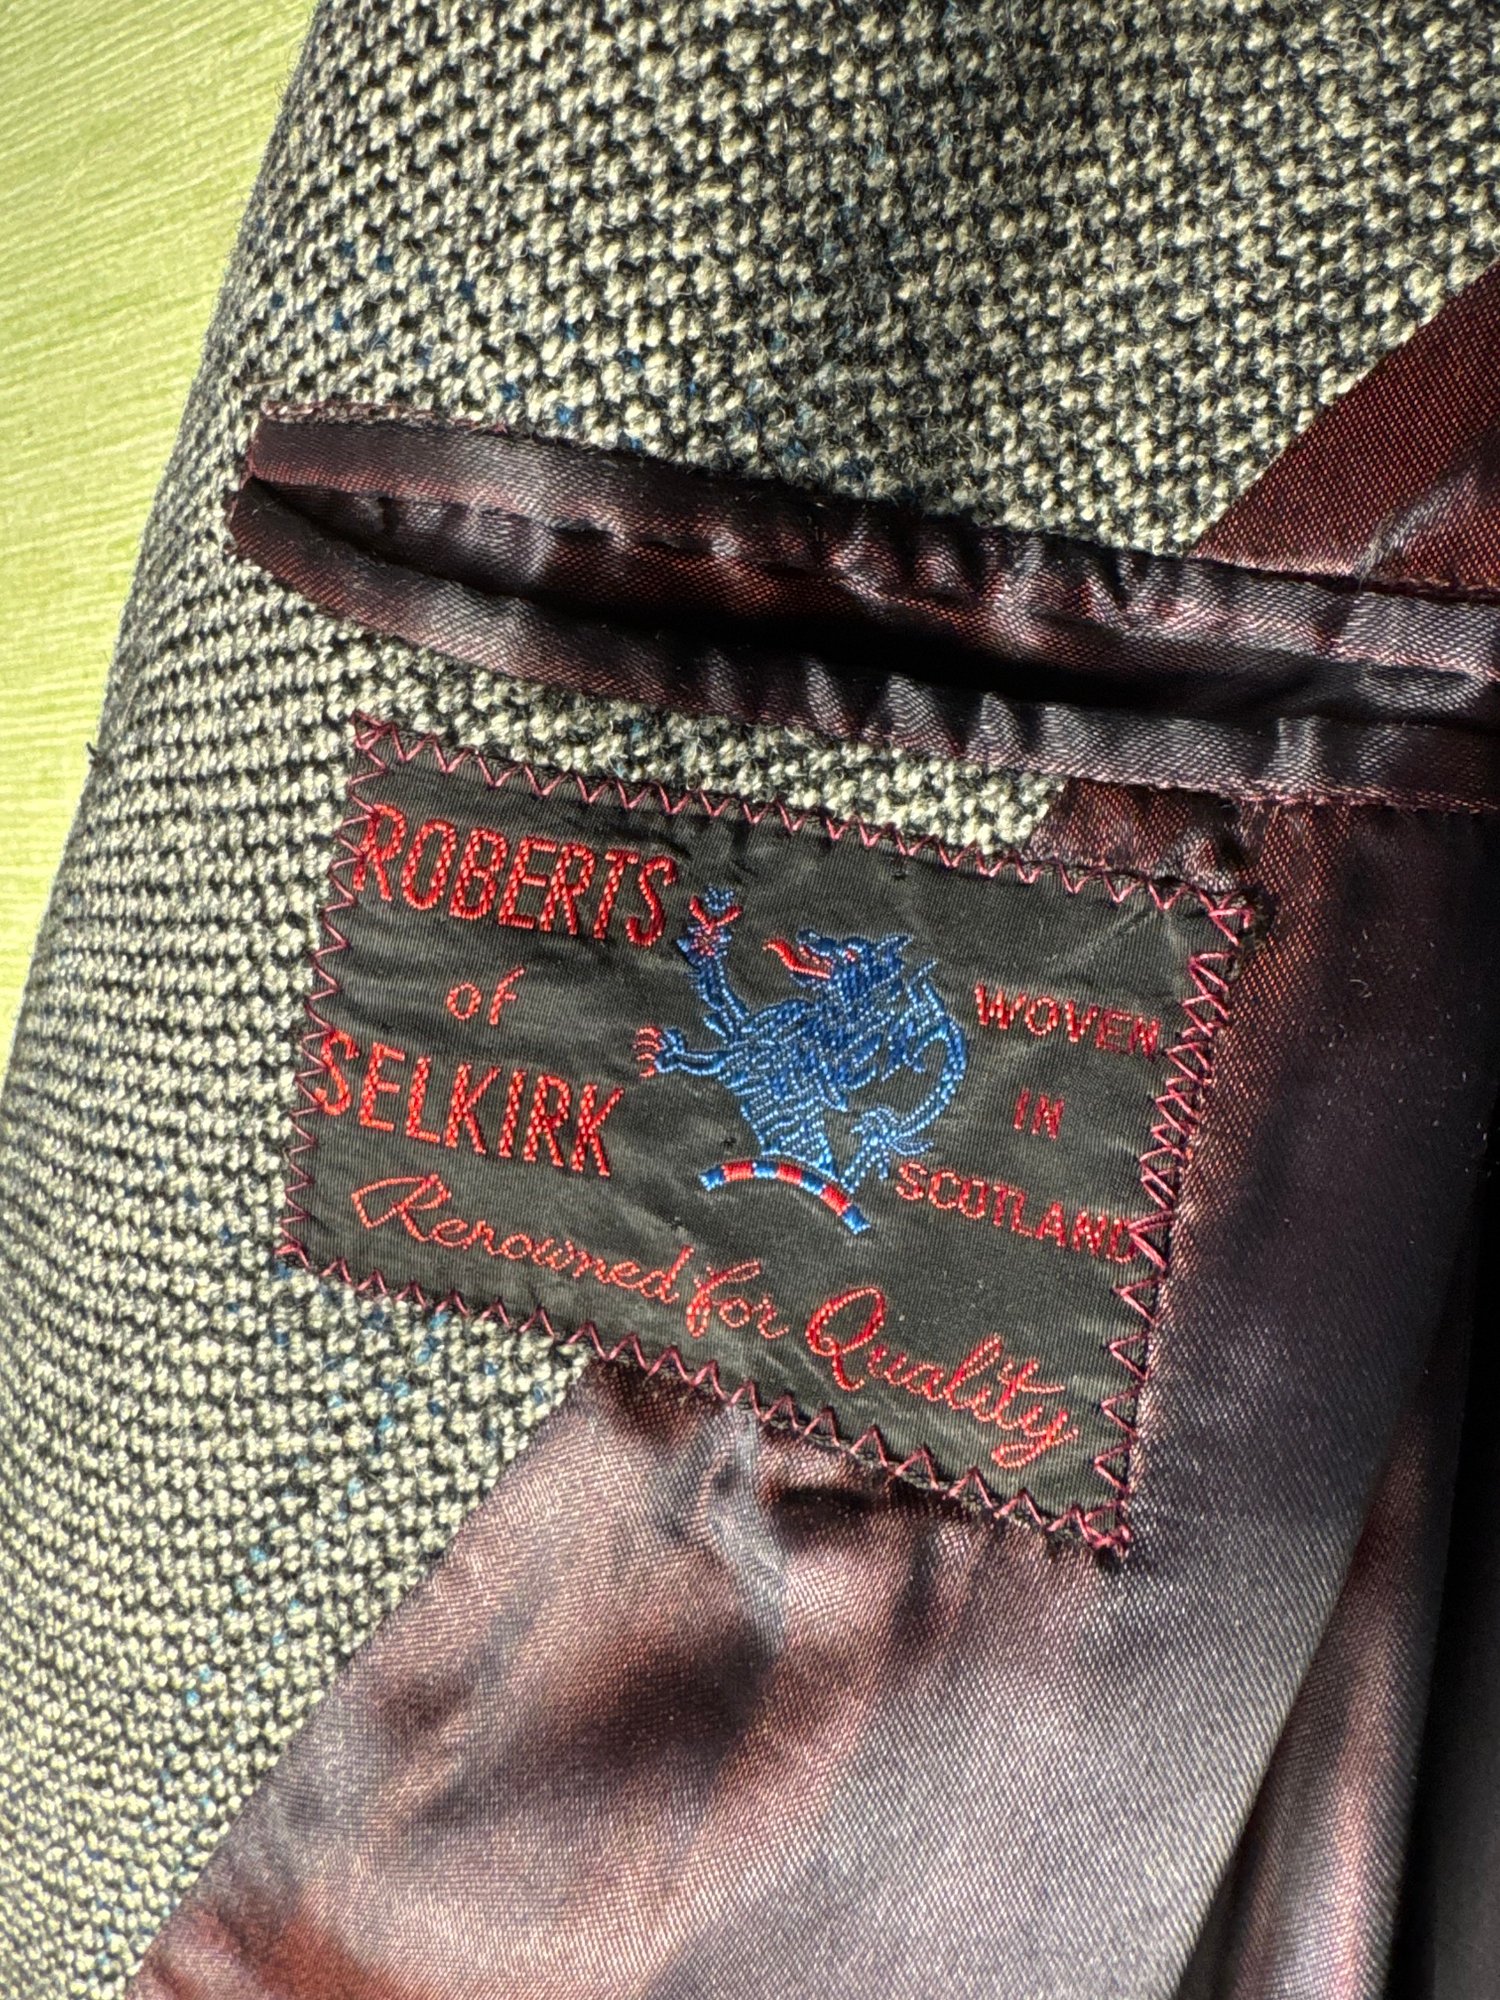 ROBERTS
of
SELKIRK
WOVEN
IN
SCOTLAND
Renowned for Quality